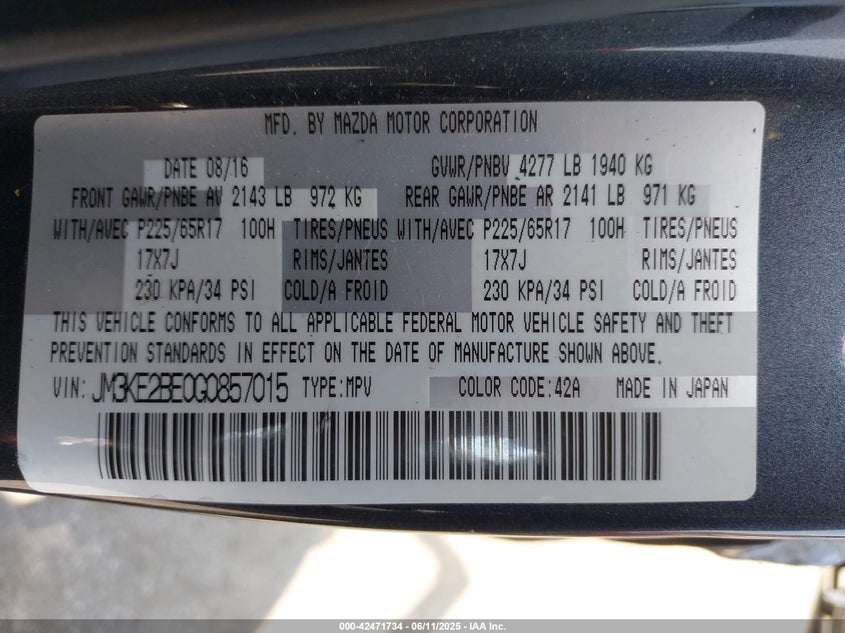 MFD. BY MAZDA MOTOR CORPORATION
DATE 08/16 GVWR/PNBV 4277 LB 1940 KG
FRONT GAWR/PNBE AV 2143 LB 972 KG REAR GAWR/PNBE AR 2141 LB 971 KG
WITH/AVEC P225/65R17 100H TIRES/PNEUS WITH/AVEC P225/65R17 100H TIRES/PNEUS
17X7J RIMS/JANTES 17X7J RIMS/JANTES
230 KPA/34 PSI COLD/A FROID 230 KPA/34 PSI COLD/A FROID
THIS VEHICLE CONFORMS TO ALL APPLICABLE FEDERAL MOTOR VEHICLE SAFETY AND THEFT
PREVENTION STANDARDS IN EFFECT ON THE DATE OF MANUFACTURE SHOWN ABOVE.
VIN: JM3KE2BE0G0857015 TYPE:MPV COLOR CODE:42A MADE IN JAPAN
000-42471734 - 06/11/2025 - IAA Inc.